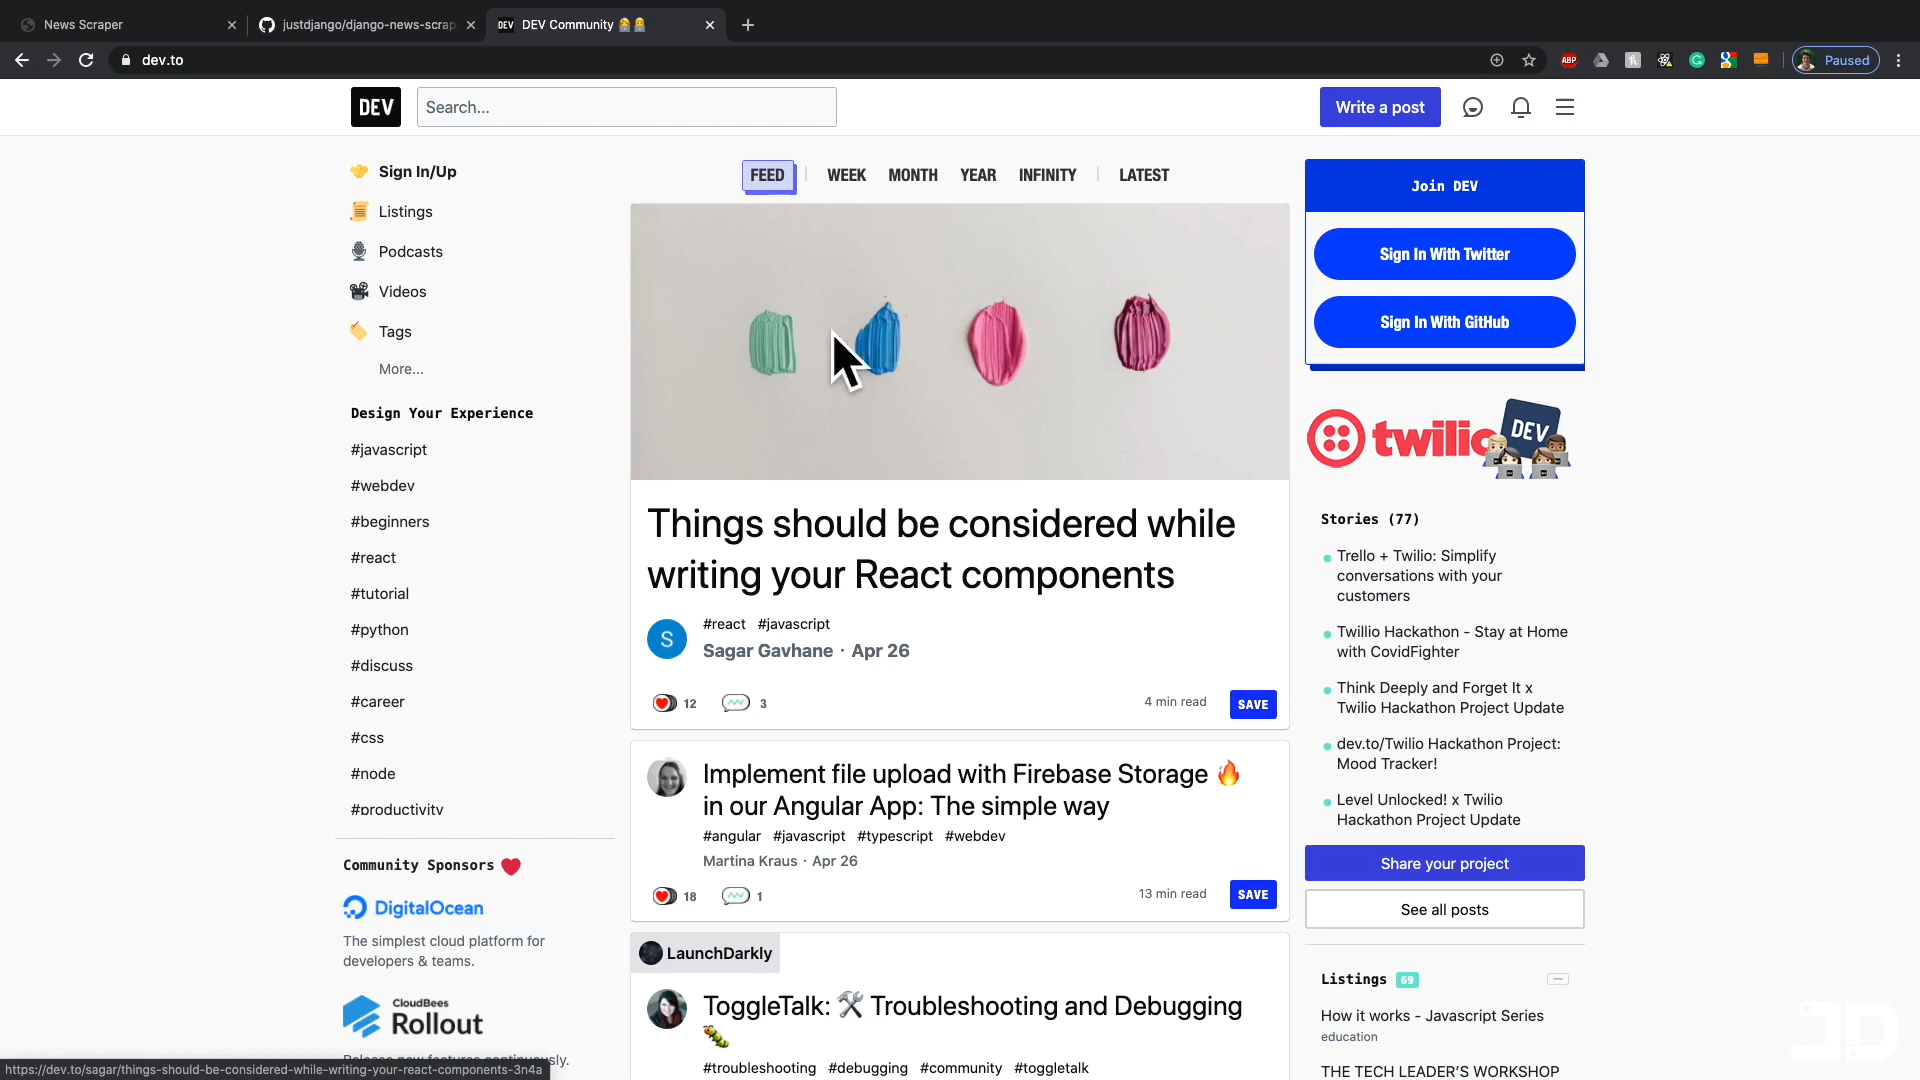 News Scraper
justdjango/django-news-scrap
DEV
DEV Community
dev.to
ABP
Paused
DEV
Search...
Write a post
Sign In/Up
Listings
Podcasts
Videos
Tags
More...
Design Your Experience
#javascript
#webdev
#beginners
#react
#tutorial
#python
#discuss
#career
#css
#node
#productivity
Community Sponsors
DigitalOcean
The simplest cloud platform for
developers & teams.
CloudBees
Rollout
Release new features continuously.
https://dev.to/sagar/things-should-be-considered-while-writing-your-react-components-3n4a
FEED
WEEK
MONTH
YEAR
INFINITY
LATEST
Things should be considered while
writing your React components
S
#react #javascript
Sagar Gavhane · Apr 26
12
3
4 min read
SAVE
Implement file upload with Firebase Storage
in our Angular App: The simple way
#angular #javascript #typescript #webdev
Martina Kraus · Apr 26
18
1
13 min read
SAVE
LaunchDarkly
ToggleTalk: Troubleshooting and Debugging
#troubleshooting #debugging #community #toggletalk
Join DEV
Sign In With Twitter
Sign In With GitHub
twilio
DEV
Stories (77)
Trello + Twilio: Simplify
conversations with your
customers
Twillio Hackathon - Stay at Home
with CovidFighter
Think Deeply and Forget It x
Twilio Hackathon Project Update
dev.to/Twilio Hackathon Project:
Mood Tracker!
Level Unlocked! x Twilio
Hackathon Project Update
Share your project
See all posts
Listings 69
How it works - Javascript Series
education
THE TECH LEADER'S WORKSHOP
JD